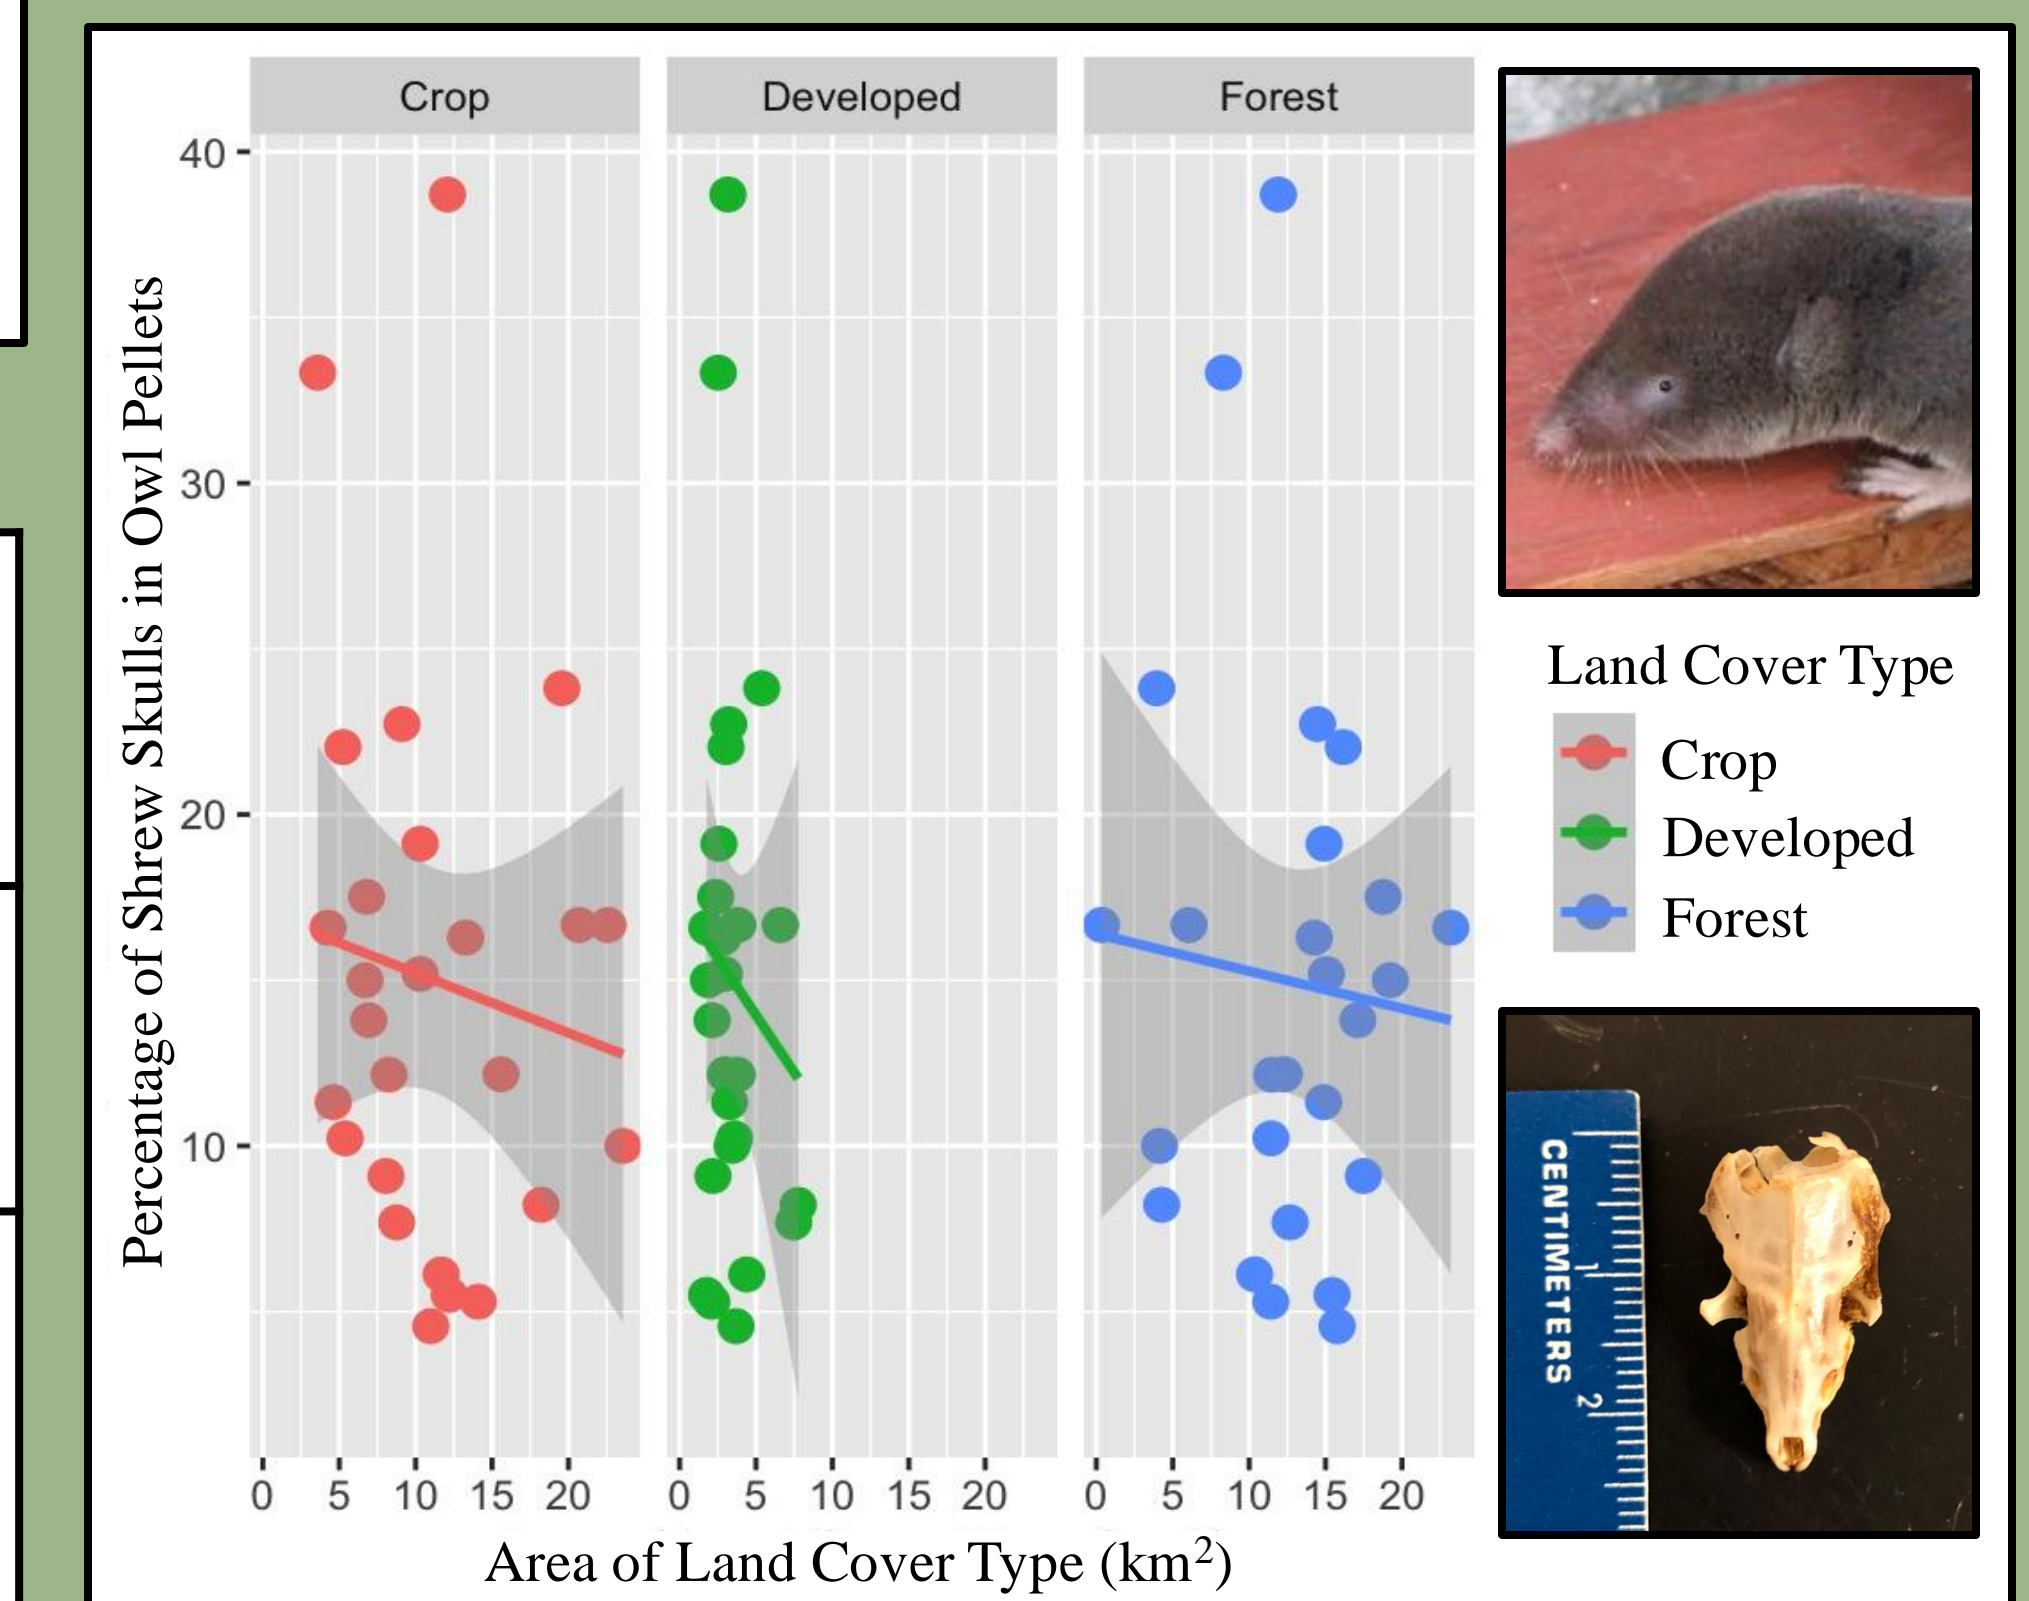 Crop
Developed
Forest
40
30
20
10
Percentage of Shrew Skulls in Owl Pellets
0 5 10 15 20
0 5 10 15 20
0 5 10 15 20
Area of Land Cover Type (km²)
Land Cover Type
Crop
Developed
Forest
CENTIMETERS
1
2